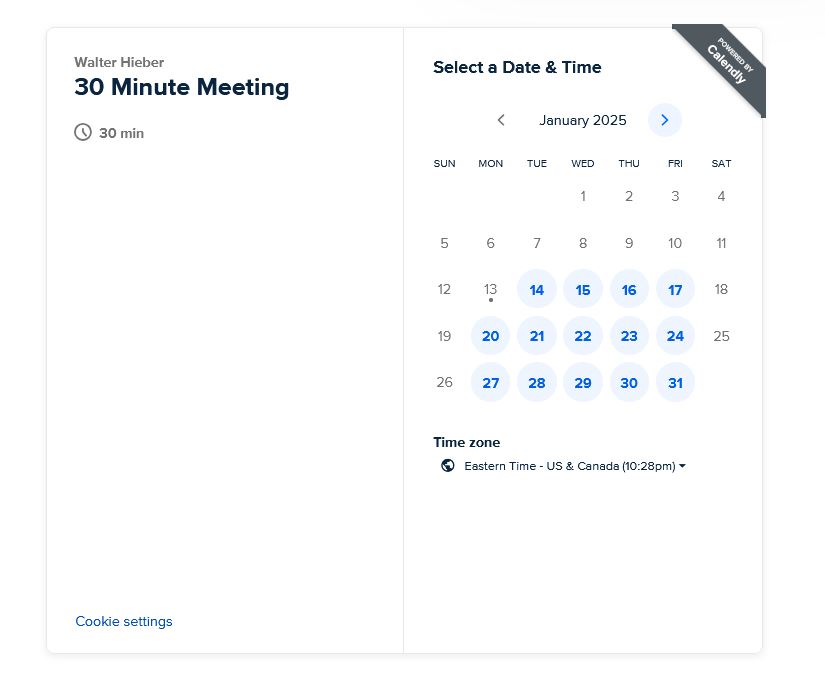 Walter Hieber
30 Minute Meeting
30 min
Cookie settings
POWERED BY
Calendly
Select a Date & Time
January 2025
SUN MON TUE WED THU FRI SAT
1 2 3 4
5 6 7 8 9 10 11
12 13 14 15 16 17 18
19 20 21 22 23 24 25
26 27 28 29 30 31
Time zone
Eastern Time - US & Canada (10:28pm)